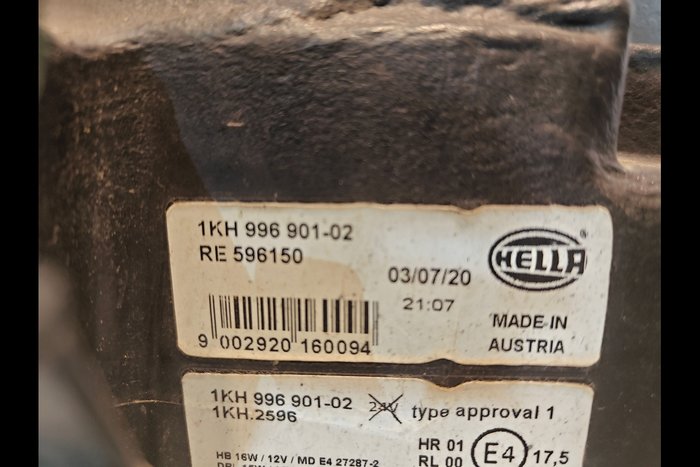 1KH 996 901-02
RE 596150
03/07/20
21:07
HELLA
®
MADE IN
AUSTRIA
9 002920 160094
1KH 996 901-02 24V type approval 1
1KH.2596
HB 16W / 12V / MD E4 27287-2
HR 01
RL 00
E4
17,5